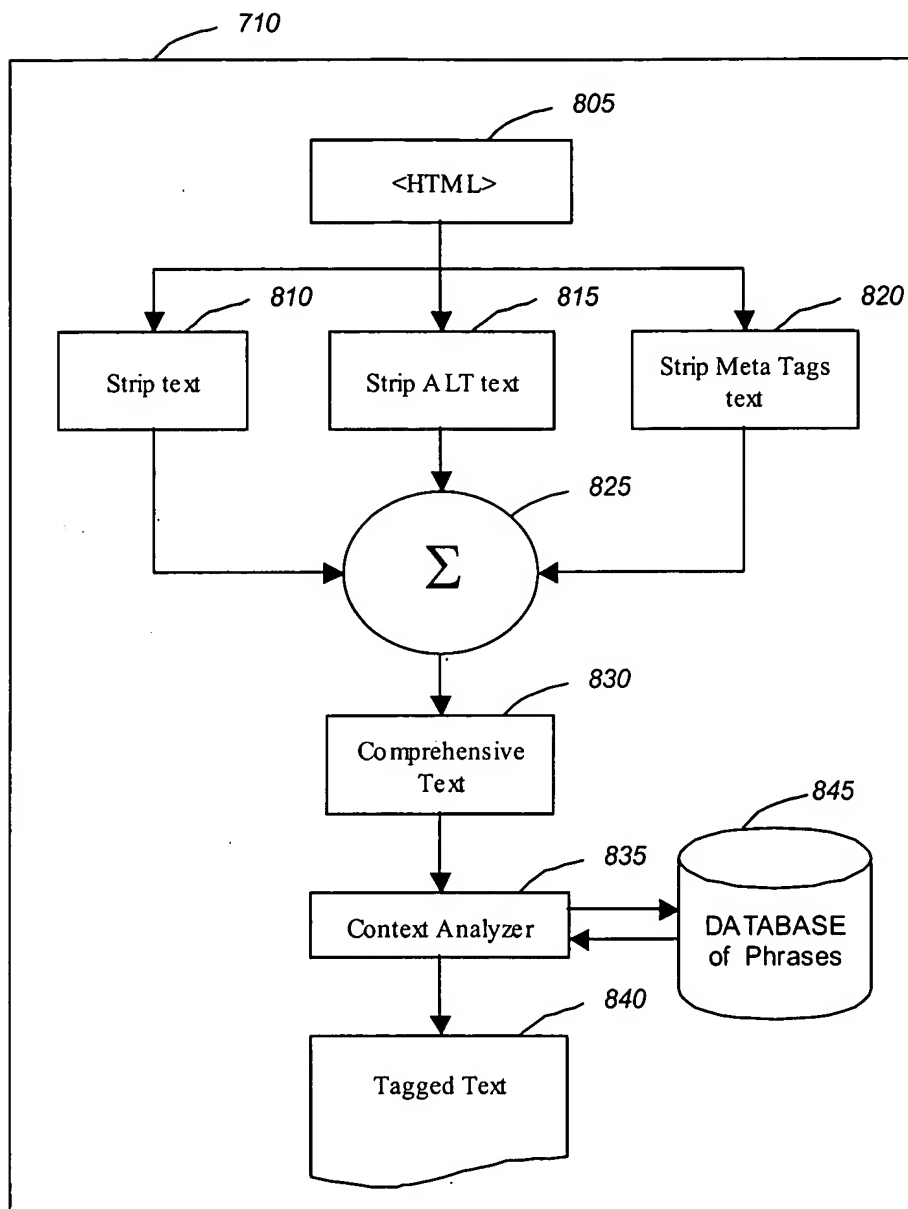 710
805
<HTML>
810
815
820
Strip text
Strip ALT text
Strip Meta Tags
text
825
Σ
830
Comprehensive
Text
845
835
Context Analyzer
DATABASE
of Phrases
840
Tagged Text